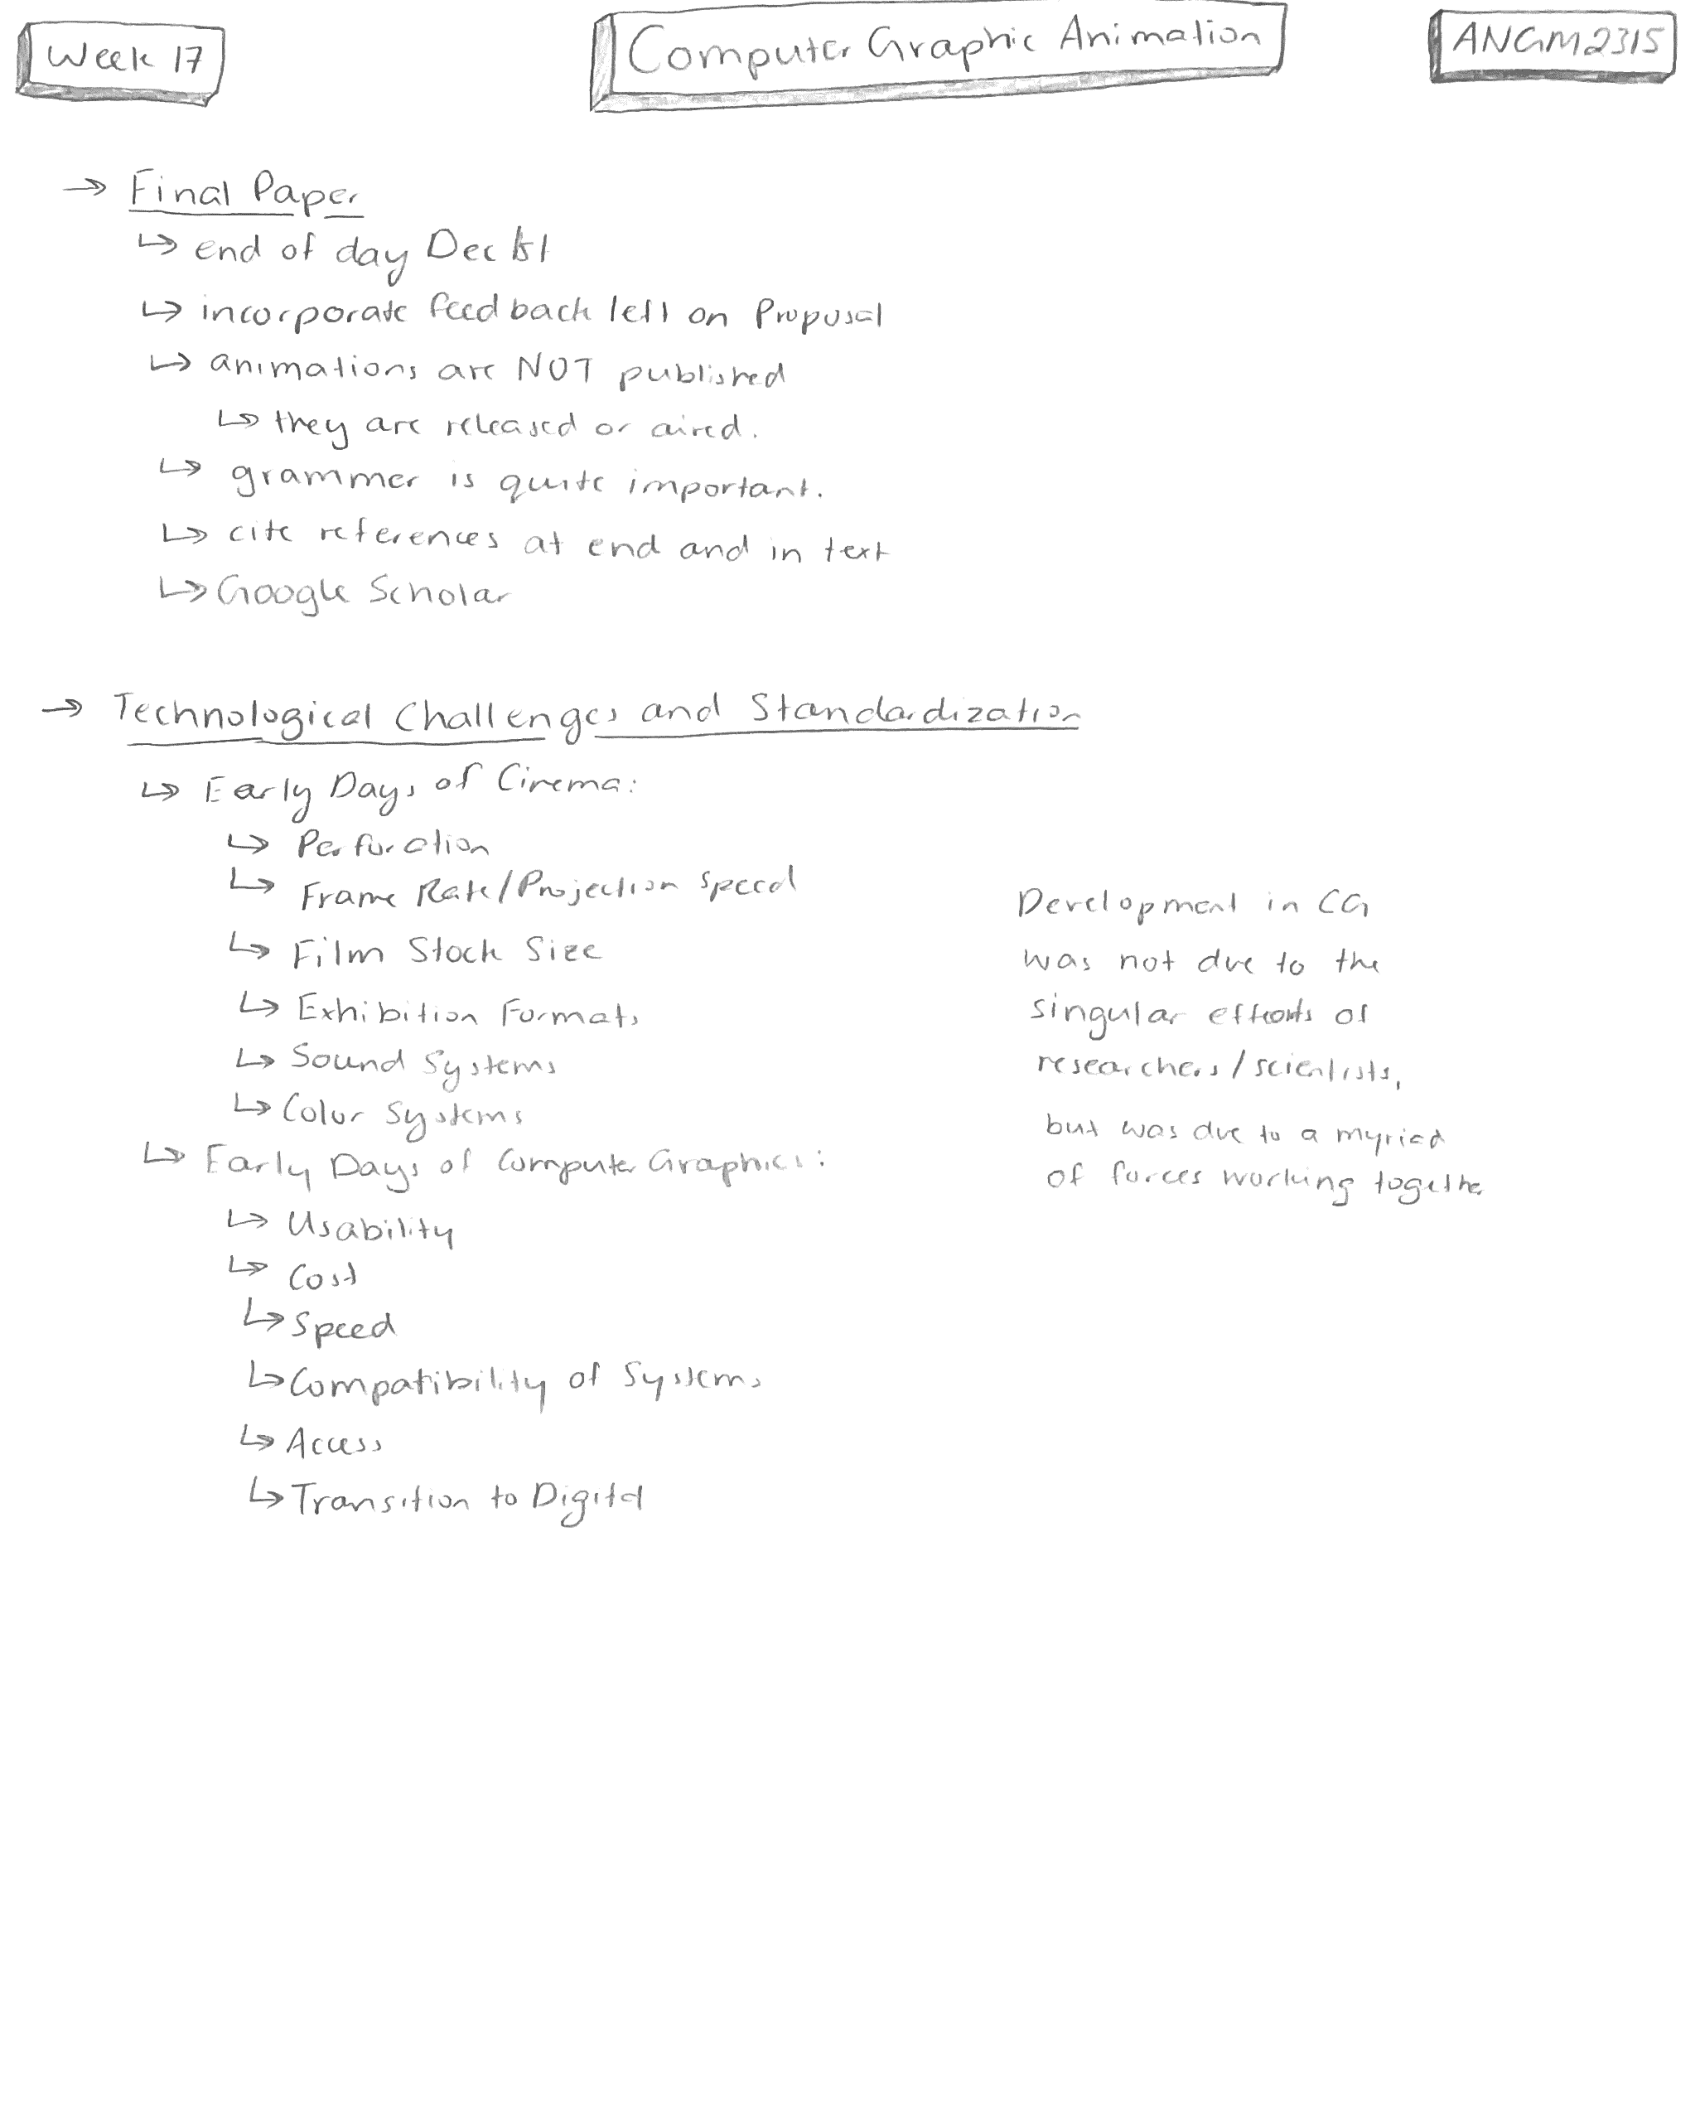 Week 17
Computer Graphic Animation
ANGM2315
→ Final Paper
↳ end of day Dec 1st
↳ incorporate feedback left on Proposal
↳ animations are NOT published
↳ they are released or aired.
↳ grammer is quite important.
↳ cite references at end and in text
↳ Google Scholar
→ Technological Challenges and Standardization
↳ Early Days of Cinema:
↳ Perforation
↳ Frame Rate/Projection speed
↳ Film Stock Size
↳ Exhibition Formats
↳ Sound Systems
↳ Color Systems
↳ Early Days of Computer Graphics:
↳ Usability
↳ Cost
↳ Speed
↳ Compatibility of Systems
↳ Access
↳ Transition to Digital
Development in CG
was not due to the
singular efforts of
researchers/scientists,
but was due to a myriad
of forces working together